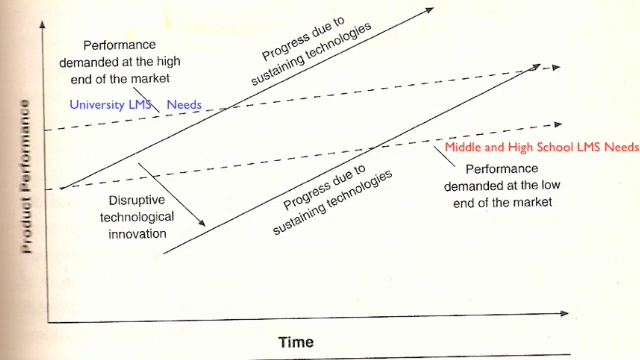 Performance
demanded at the high
end of the market
University LMS Needs
Progress due to
sustaining technologies
Middle and High School LMS Needs
Performance
demanded at the low
end of the market
Progress due to
sustaining technologies
Disruptive
technological
innovation
Product Performance
Time